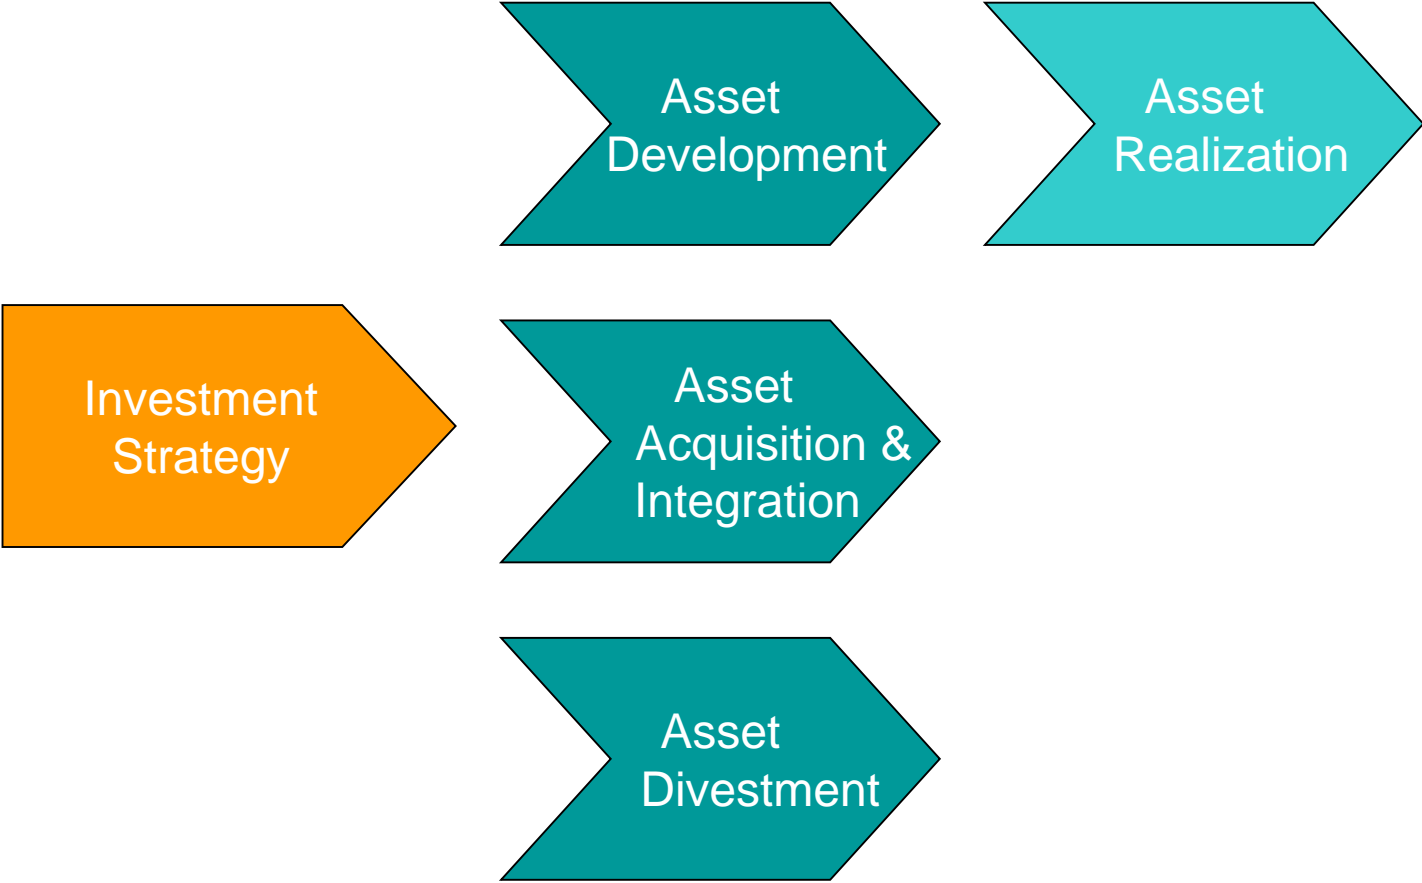 Asset
Development
Asset
Realization
Investment
Strategy
Asset
Acquisition &
Integration
Asset
Divestment